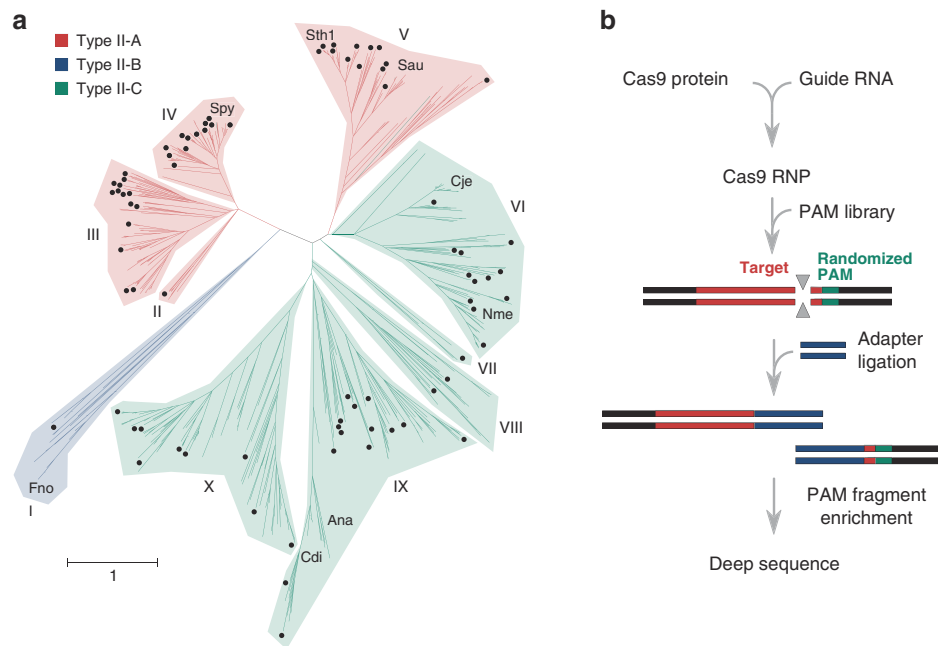 a
Type II-A
Type II-B
Type II-C
Sth1
V
Sau
IV
Spy
III
II
Cje
VI
Nme
VII
VIII
Fno
I
X
IX
Ana
Cdi
1
b
Cas9 protein
Guide RNA
Cas9 RNP
PAM library
Target
Randomized
PAM
Adapter
ligation
PAM fragment
enrichment
Deep sequence